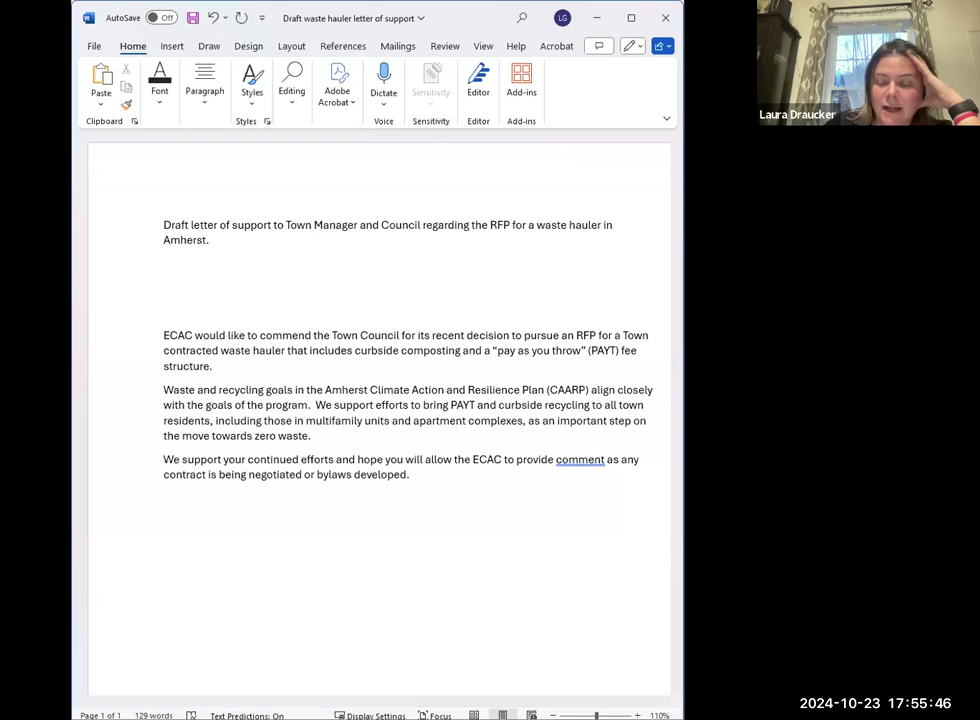 AutoSave Off Draft waste hauler letter of support LG
File Home Insert Draw Design Layout References Mailings Review View Help Acrobat
Paste Font Paragraph Styles Editing Adobe Acrobat Dictate Sensitivity Editor Add-ins
Clipboard Styles Voice Sensitivity Editor Add-ins
Laura Draucker
Draft letter of support to Town Manager and Council regarding the RFP for a waste hauler in
Amherst.
ECAC would like to commend the Town Council for its recent decision to pursue an RFP for a Town
contracted waste hauler that includes curbside composting and a “pay as you throw” (PAYT) fee
structure.
Waste and recycling goals in the Amherst Climate Action and Resilience Plan (CAARP) align closely
with the goals of the program. We support efforts to bring PAYT and curbside recycling to all town
residents, including those in multifamily units and apartment complexes, as an important step on
the move towards zero waste.
We support your continued efforts and hope you will allow the ECAC to provide comment as any
contract is being negotiated or bylaws developed.
Page 1 of 1 129 words Text Predictions: On Display Settings Focus 110%
2024-10-23 17:55:46